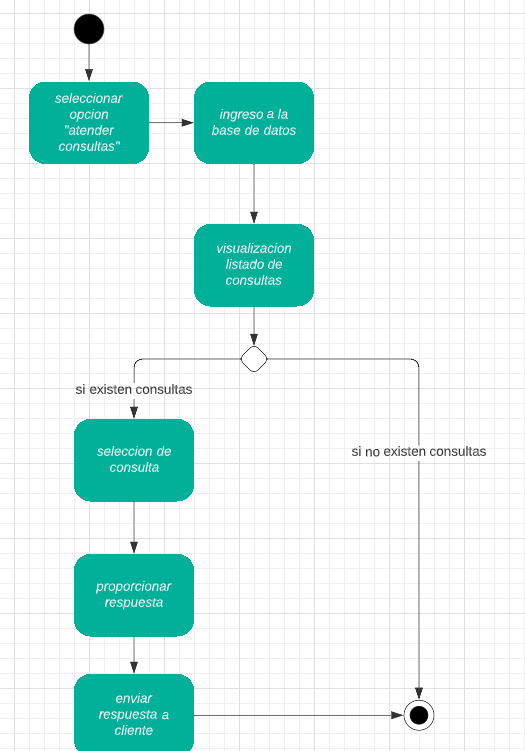 seleccionar
opcion
"atender
consultas"
ingreso a la
base de datos
visualizacion
listado de
consultas
si existen consultas
si no existen consultas
seleccion de
consulta
proporcionar
respuesta
enviar
respuesta a
cliente